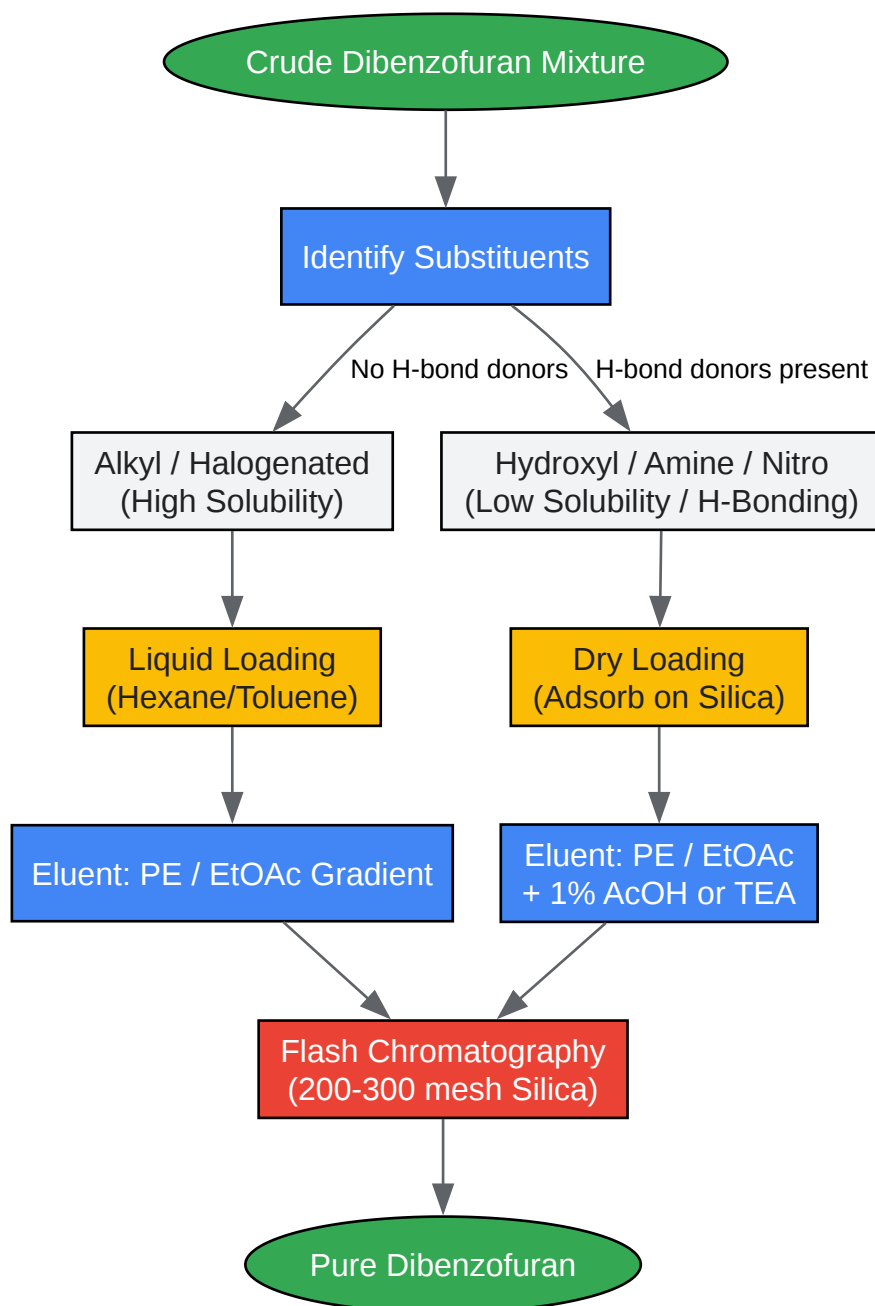 Crude Dibenzofuran Mixture
Identify Substituents
No H-bond donors
H-bond donors present
Alkyl / Halogenated
(High Solubility)
Hydroxyl / Amine / Nitro
(Low Solubility / H-Bonding)
Liquid Loading
(Hexane/Toluene)
Dry Loading
(Adsorb on Silica)
Eluent: PE / EtOAc Gradient
Eluent: PE / EtOAc
+ 1% AcOH or TEA
Flash Chromatography
(200-300 mesh Silica)
Pure Dibenzofuran